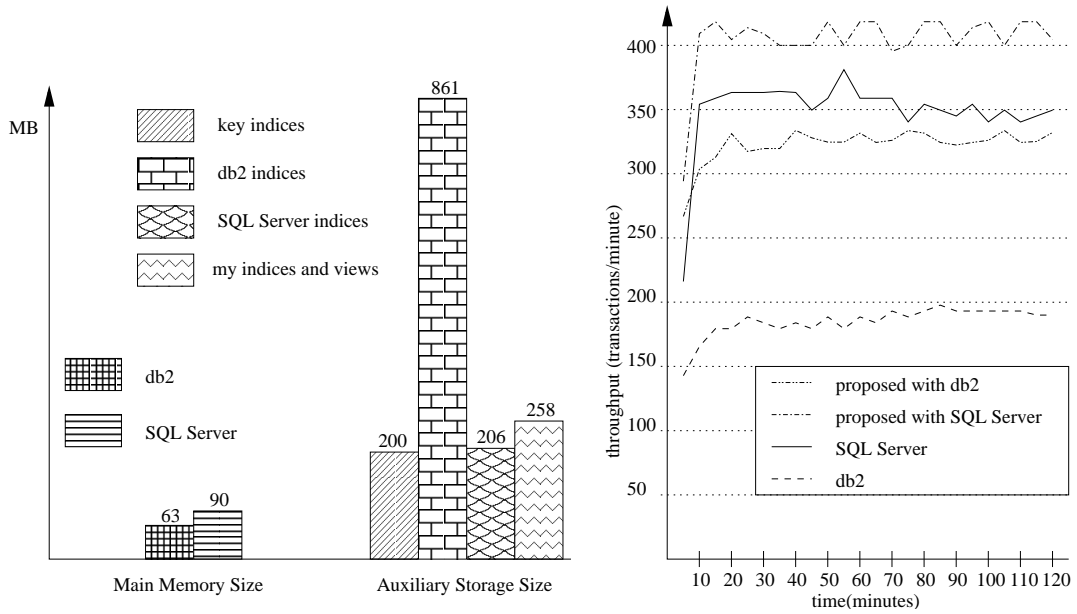 MB
key indices
db2 indices
SQL Server indices
my indices and views
db2
SQL Server
63
90
200
861
206
258
Main Memory Size
Auxiliary Storage Size
throughput (transactions/minute)
400
350
300
250
200
150
100
50
proposed with db2
proposed with SQL Server
SQL Server
db2
10 20 30 40 50 60 70 80 90 100 110 120
time(minutes)